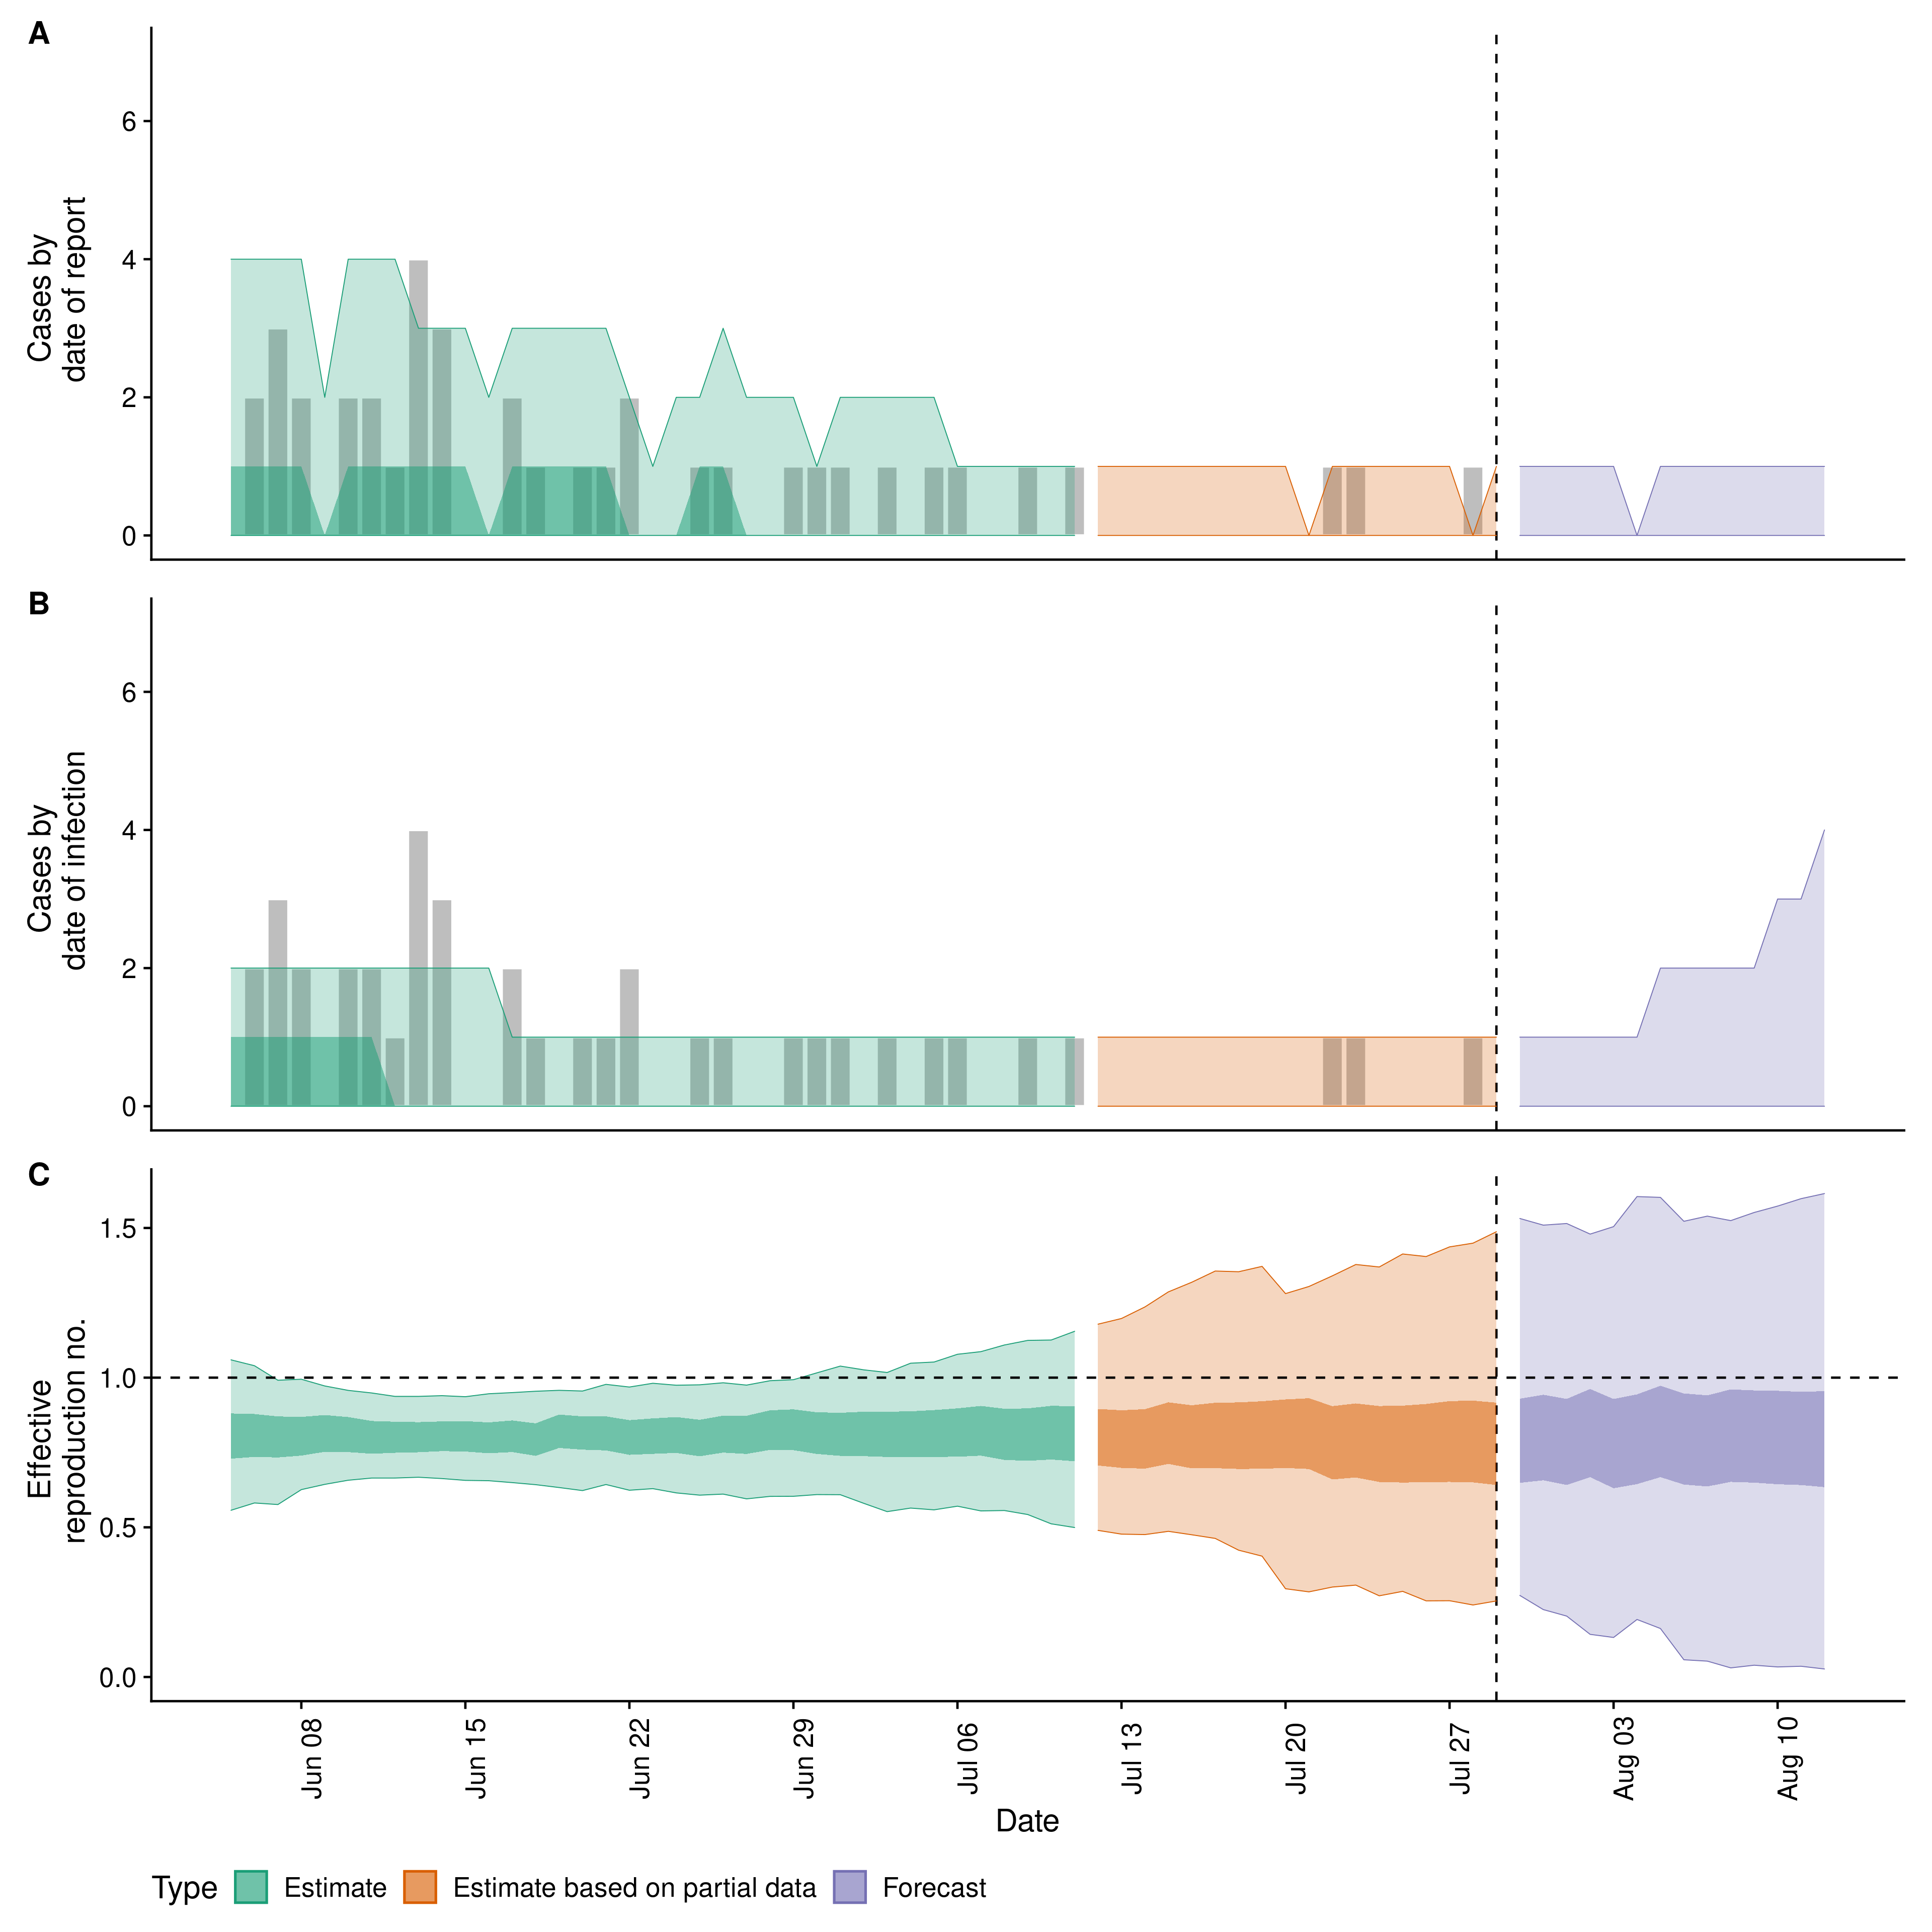 A
Cases by
date of report
6
4
2
0
B
Cases by
date of infection
6
4
2
0
C
Effective
reproduction no.
1.5
1.0
0.5
0.0
Jun 08
Jun 15
Jun 22
Jun 29
Jul 06
Jul 13
Jul 20
Jul 27
Aug 03
Aug 10
Date
Type Estimate Estimate based on partial data Forecast